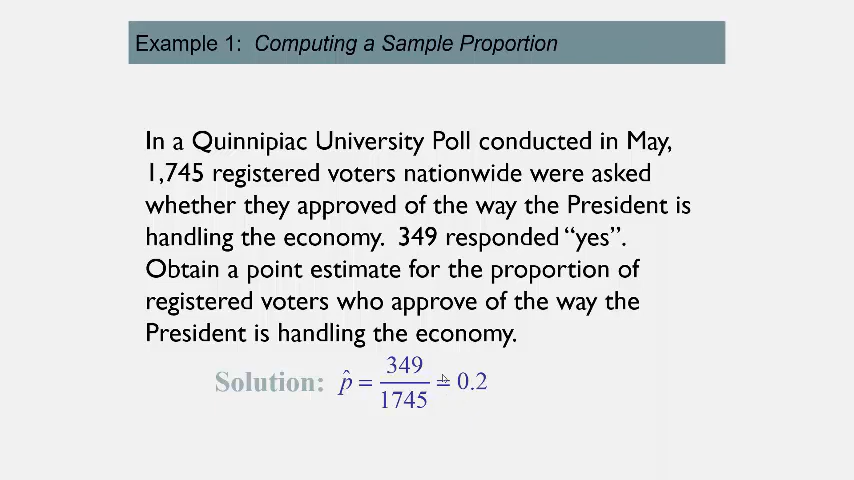 Example 1: Computing a Sample Proportion
In a Quinnipiac University Poll conducted in May,
1,745 registered voters nationwide were asked
whether they approved of the way the President is
handling the economy. 349 responded “yes”.
Obtain a point estimate for the proportion of
registered voters who approve of the way the
President is handling the economy.
Solution: p̂ = 349/1745 = 0.2